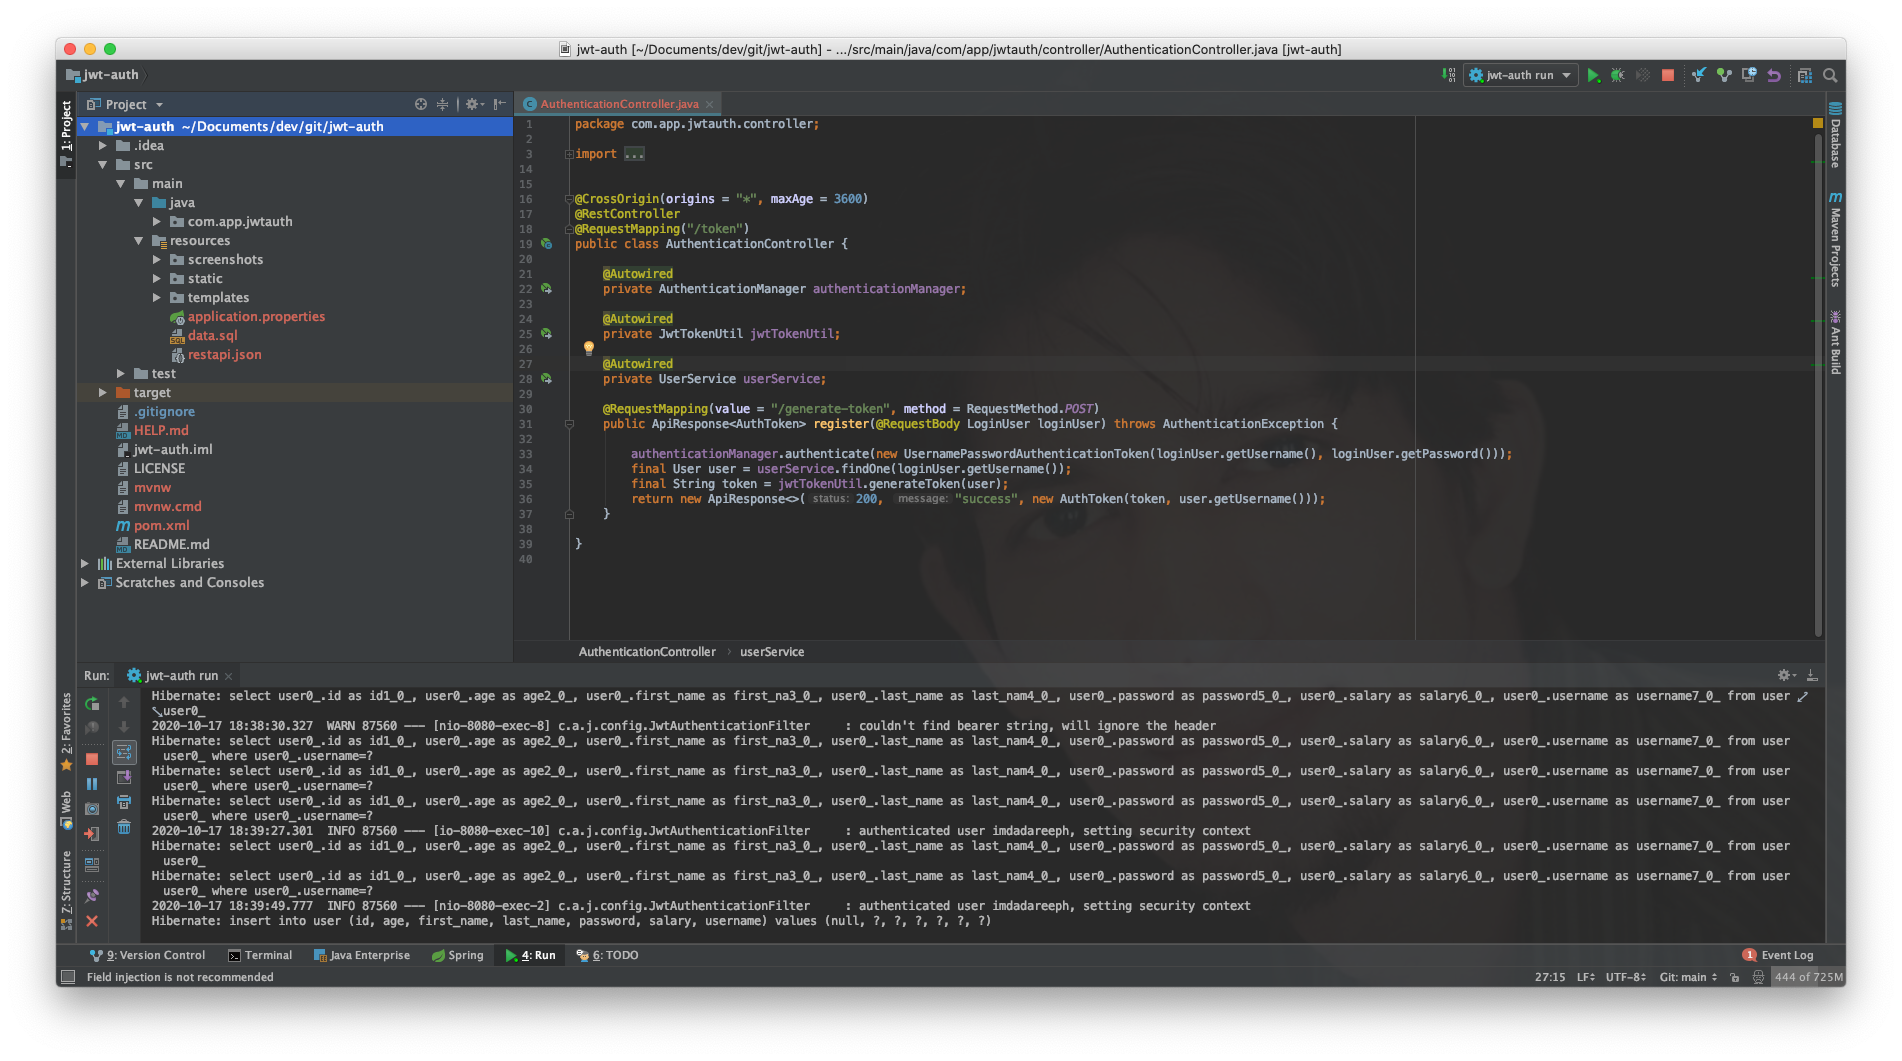 jwt-auth [~/Documents/dev/git/jwt-auth] - .../src/main/java/com/app/jwtauth/controller/AuthenticationController.java [jwt-auth]
jwt-auth
jwt-auth run
1: Project
Project
jwt-auth ~/Documents/dev/git/jwt-auth
.idea
src
main
java
com.app.jwtauth
resources
screenshots
static
templates
application.properties
data.sql
restapi.json
test
target
.gitignore
HELP.md
jwt-auth.iml
LICENSE
mvnw
mvnw.cmd
pom.xml
README.md
External Libraries
Scratches and Consoles
AuthenticationController.java
1 package com.app.jwtauth.controller;
2
3 import ...
14
15
16 @CrossOrigin(origins = "*", maxAge = 3600)
17 @RestController
18 @RequestMapping("/token")
19 public class AuthenticationController {
20
21 @Autowired
22 private AuthenticationManager authenticationManager;
23
24 @Autowired
25 private JwtTokenUtil jwtTokenUtil;
26
27 @Autowired
28 private UserService userService;
29
30 @RequestMapping(value = "/generate-token", method = RequestMethod.POST)
31 public ApiResponse<AuthToken> register(@RequestBody LoginUser loginUser) throws AuthenticationException {
32
33 authenticationManager.authenticate(new UsernamePasswordAuthenticationToken(loginUser.getUsername(), loginUser.getPassword()));
34 final User user = userService.findOne(loginUser.getUsername());
35 final String token = jwtTokenUtil.generateToken(user);
36 return new ApiResponse<>( status: 200, message: "success", new AuthToken(token, user.getUsername()));
37 }
38
39 }
40
AuthenticationController › userService
Database
Maven Projects
Ant Build
Run: jwt-auth run
Hibernate: select user0_.id as id1_0_, user0_.age as age2_0_, user0_.first_name as first_na3_0_, user0_.last_name as last_nam4_0_, user0_.password as password5_0_, user0_.salary as salary6_0_, user0_.username as username7_0_ from user
user0_
2020-10-17 18:38:30.327 WARN 87560 --- [nio-8080-exec-8] c.a.j.config.JwtAuthenticationFilter : couldn't find bearer string, will ignore the header
Hibernate: select user0_.id as id1_0_, user0_.age as age2_0_, user0_.first_name as first_na3_0_, user0_.last_name as last_nam4_0_, user0_.password as password5_0_, user0_.salary as salary6_0_, user0_.username as username7_0_ from user
user0_ where user0_.username=?
Hibernate: select user0_.id as id1_0_, user0_.age as age2_0_, user0_.first_name as first_na3_0_, user0_.last_name as last_nam4_0_, user0_.password as password5_0_, user0_.salary as salary6_0_, user0_.username as username7_0_ from user
user0_ where user0_.username=?
Hibernate: select user0_.id as id1_0_, user0_.age as age2_0_, user0_.first_name as first_na3_0_, user0_.last_name as last_nam4_0_, user0_.password as password5_0_, user0_.salary as salary6_0_, user0_.username as username7_0_ from user
user0_ where user0_.username=?
2020-10-17 18:39:27.301 INFO 87560 --- [io-8080-exec-10] c.a.j.config.JwtAuthenticationFilter : authenticated user imdadareeph, setting security context
Hibernate: select user0_.id as id1_0_, user0_.age as age2_0_, user0_.first_name as first_na3_0_, user0_.last_name as last_nam4_0_, user0_.password as password5_0_, user0_.salary as salary6_0_, user0_.username as username7_0_ from user
user0_
Hibernate: select user0_.id as id1_0_, user0_.age as age2_0_, user0_.first_name as first_na3_0_, user0_.last_name as last_nam4_0_, user0_.password as password5_0_, user0_.salary as salary6_0_, user0_.username as username7_0_ from user
user0_ where user0_.username=?
2020-10-17 18:39:49.777 INFO 87560 --- [nio-8080-exec-2] c.a.j.config.JwtAuthenticationFilter : authenticated user imdadareeph, setting security context
Hibernate: insert into user (id, age, first_name, last_name, password, salary, username) values (null, ?, ?, ?, ?, ?, ?)
2: Favorites
Web
Z: Structure
9: Version Control Terminal Java Enterprise Spring 4: Run 6: TODO 1 Event Log
Field injection is not recommended 27:15 LF UTF-8 Git: main 444 of 725M